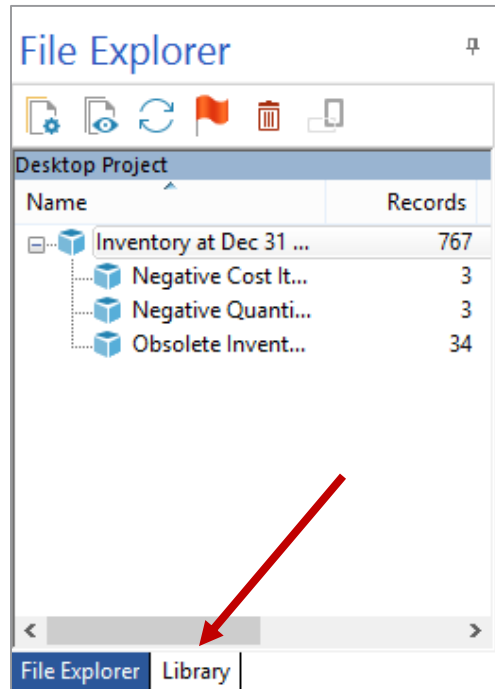 File Explorer
Desktop Project
Name Records
Inventory at Dec 31 ... 767
Negative Cost It... 3
Negative Quanti... 3
Obsolete Invent... 34
File Explorer Library